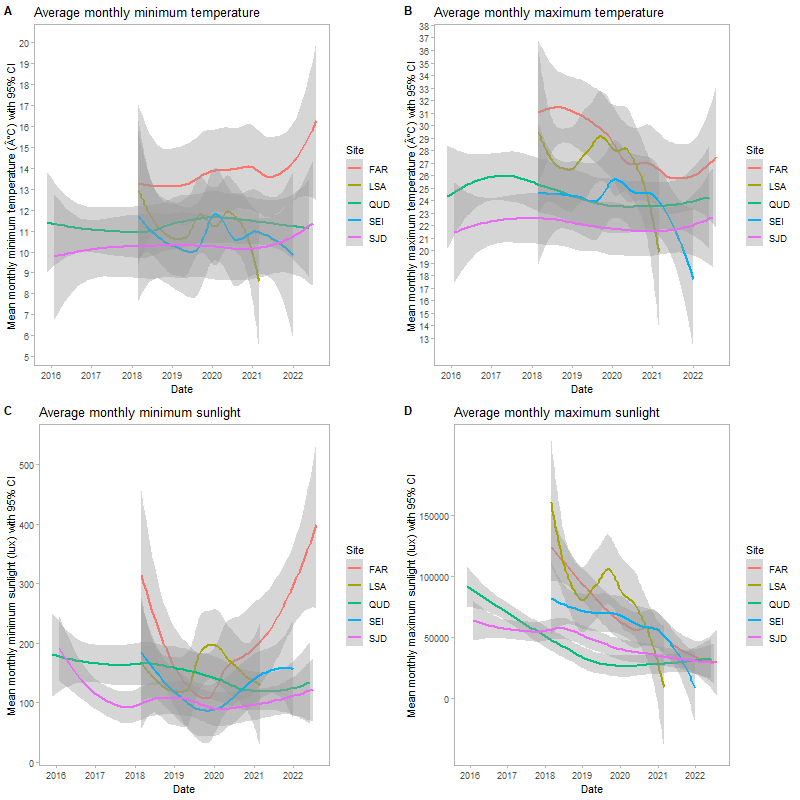 A Average monthly minimum temperature
Mean monthly minimum temperature (Â°C) with 95% CI
20
19
18
17
16
15
14
13
12
11
10
9
8
7
6
5
2016 2017 2018 2019 2020 2021 2022
Date
Site
FAR
LSA
QUD
SEI
SJD
B Average monthly maximum temperature
Mean monthly maximum temperature (Â°C) with 95% CI
38
37
36
35
34
33
32
31
30
29
28
27
26
25
24
23
22
21
20
19
18
17
16
15
14
13
2016 2017 2018 2019 2020 2021 2022
Date
Site
FAR
LSA
QUD
SEI
SJD
C Average monthly minimum sunlight
Mean monthly minimum sunlight (lux) with 95% CI
500
400
300
200
100
0
2016 2017 2018 2019 2020 2021 2022
Date
Site
FAR
LSA
QUD
SEI
SJD
D Average monthly maximum sunlight
Mean monthly maximum sunlight (lux) with 95% CI
150000
100000
50000
0
2016 2017 2018 2019 2020 2021 2022
Date
Site
FAR
LSA
QUD
SEI
SJD